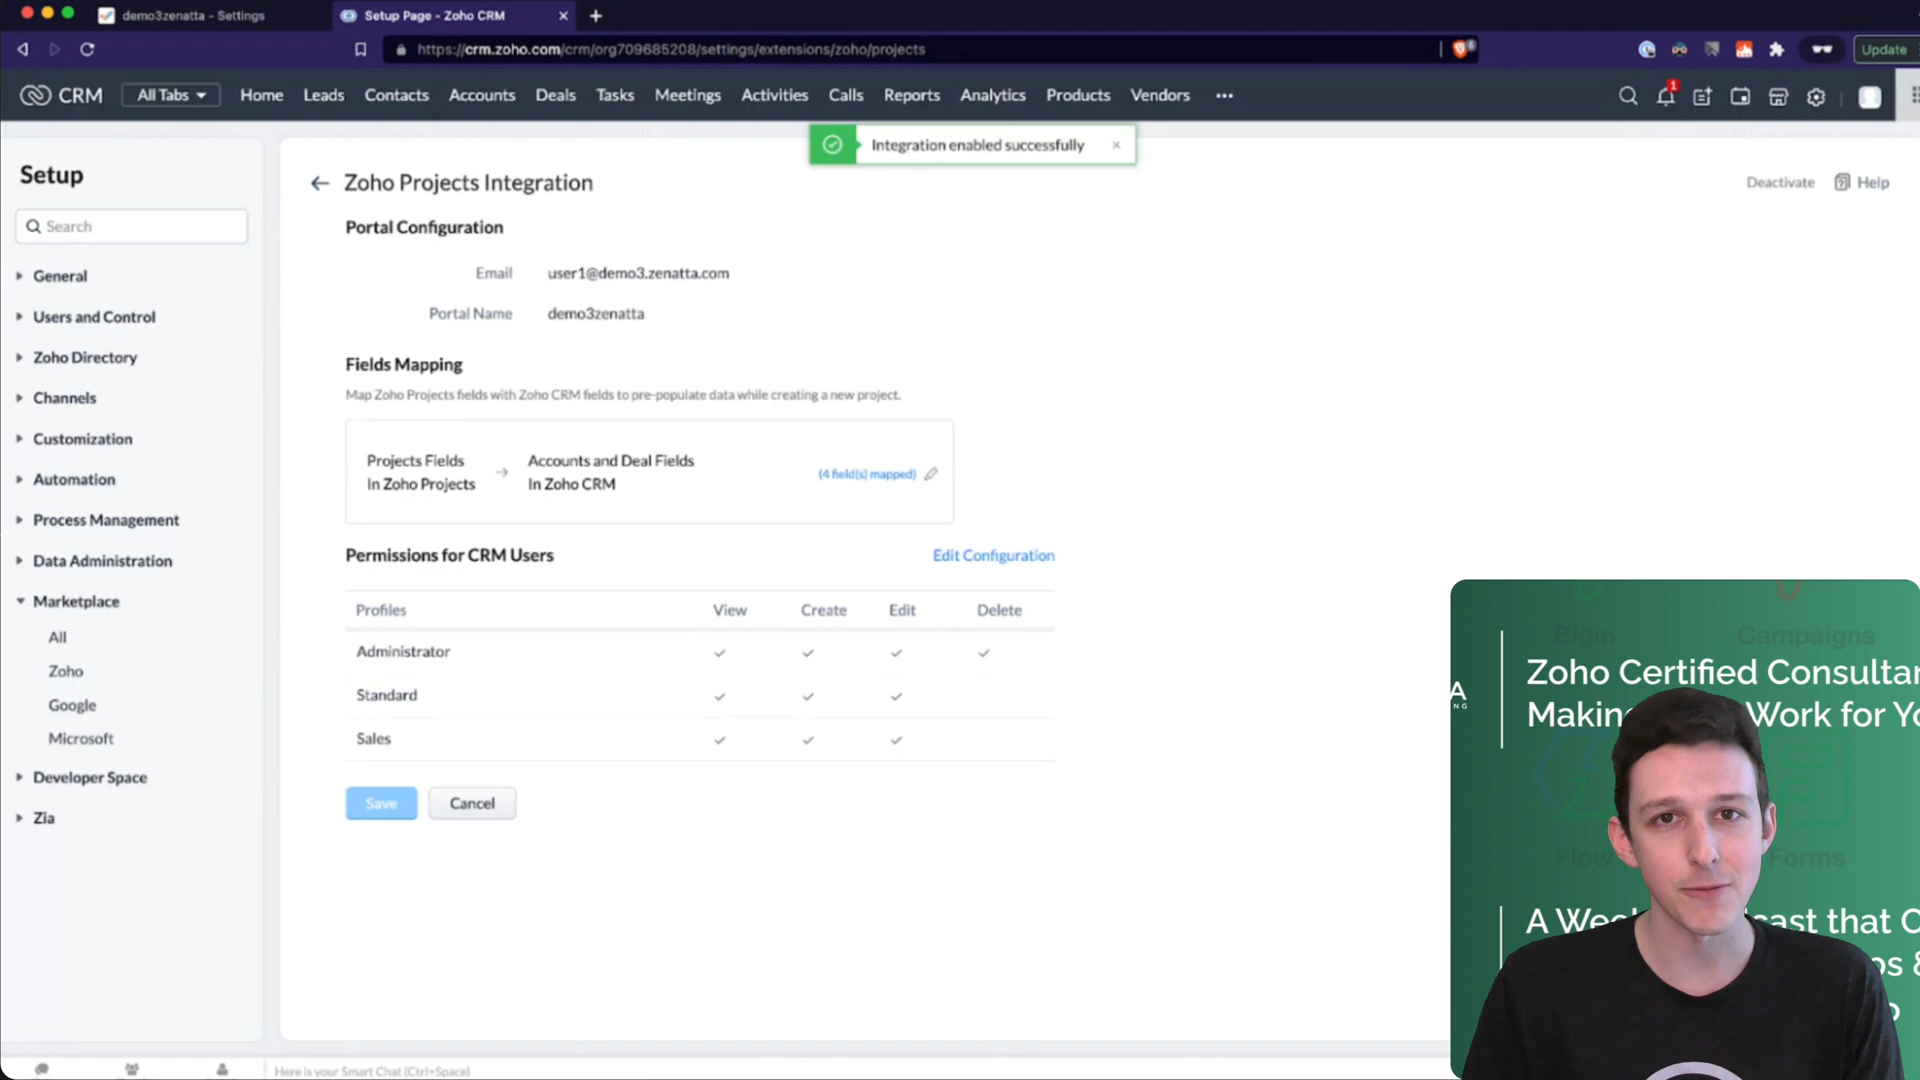 demo3zenatta - Settings
Setup Page - Zoho CRM
https://crm.zoho.com/crm/org709685208/settings/extensions/zoho/projects
Update
CRM
All Tabs
Home
Leads
Contacts
Accounts
Deals
Tasks
Meetings
Activities
Calls
Reports
Analytics
Products
Vendors
1
Integration enabled successfully
Setup
Search
General
Users and Control
Zoho Directory
Channels
Customization
Automation
Process Management
Data Administration
Marketplace
All
Zoho
Google
Microsoft
Developer Space
Zia
Zoho Projects Integration
Deactivate
Help
Portal Configuration
Email user1@demo3.zenatta.com
Portal Name demo3zenatta
Fields Mapping
Map Zoho Projects fields with Zoho CRM fields to pre-populate data while creating a new project.
Projects Fields
In Zoho Projects
Accounts and Deal Fields
In Zoho CRM
(4 field(s) mapped)
Permissions for CRM Users
Edit Configuration
Profiles View Create Edit Delete
Administrator
Standard
Sales
Save
Cancel
Here is your Smart Chat (Ctrl+Space)
Bigin
Campaigns
Zoho Certified Consultan
Work for Yo
Flow
Forms
A
that